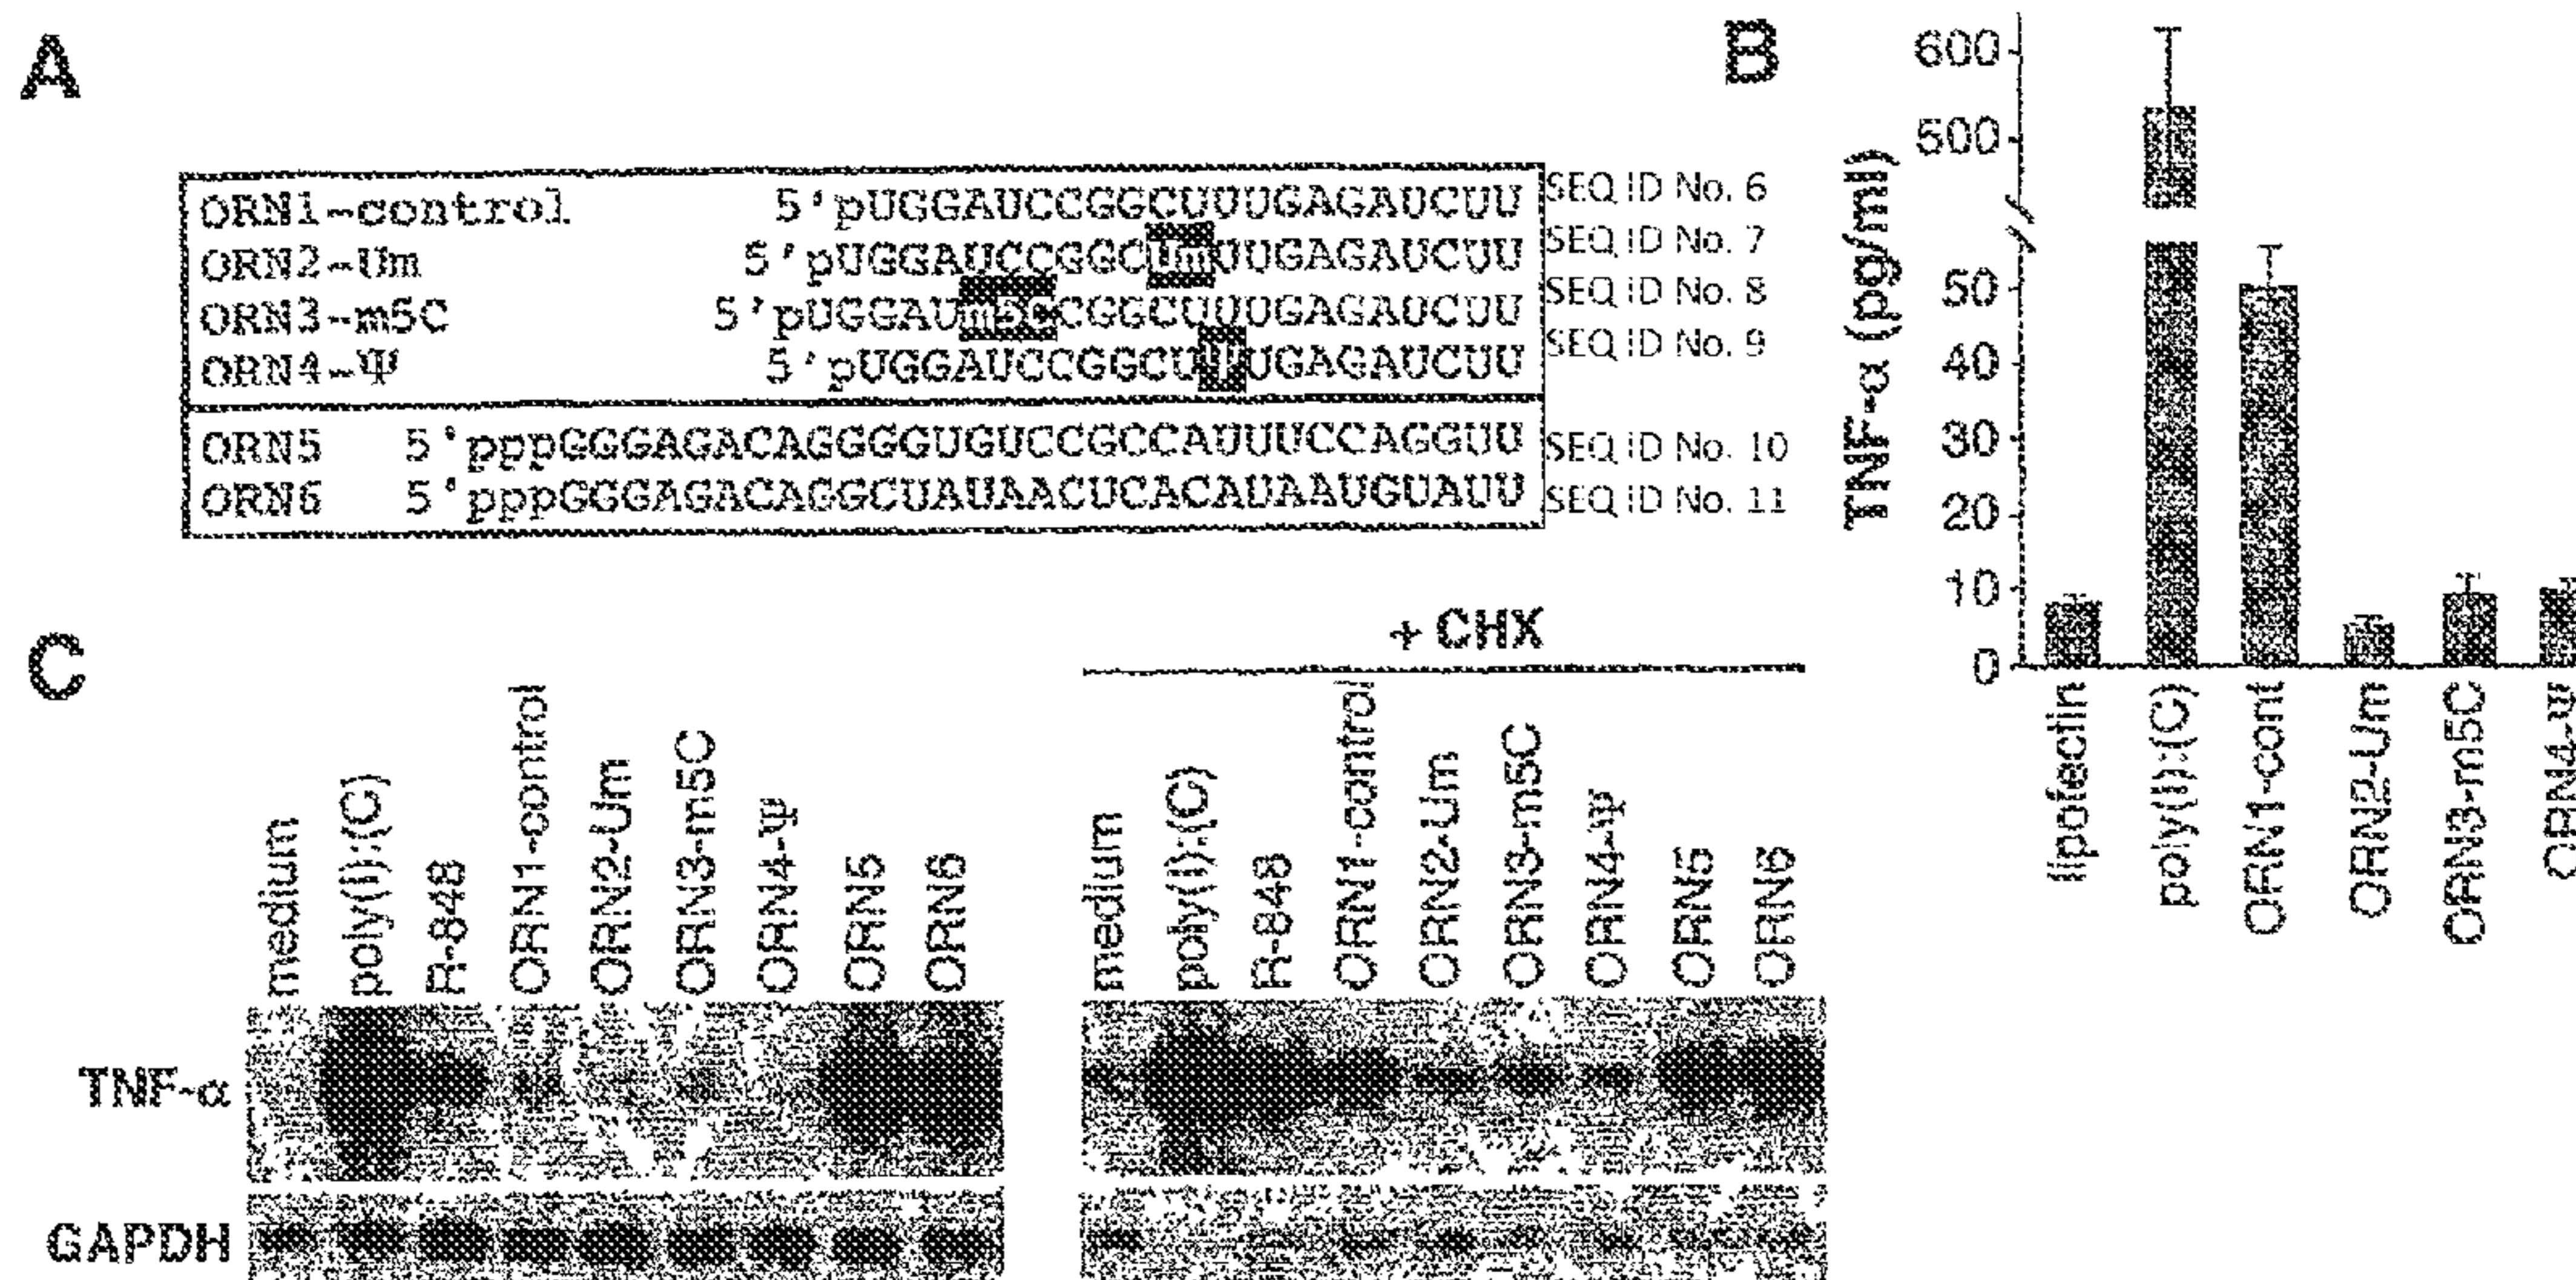 A
ORN1-control 5'pUGGAUCCGGCUUUGAGAUCUU SEQ ID No. 6
ORN2-Um 5'pUGGAUCCGGCUmUUGAGAUCUU SEQ ID No. 7
ORN3-m5C 5'pUGGAUm5CCGGCUUUGAGAUCUU SEQ ID No. 8
ORN4-Ψ 5'pUGGAUCCGGCUΨUGAGAUCUU SEQ ID No. 9
ORN5 5'pppGGGAGACAGGGGUGUCCGCCAUUUCCAGGUU SEQ ID No. 10
ORN6 5'pppGGGAGACAGGCUAUAACUCACAUAAUGUAUU SEQ ID No. 11
B
TNF-α (pg/ml)
600
500
50
40
30
20
10
0
lipofectin
poly(I):(C)
ORN1-cont
ORN2-Um
ORN3-m5C
ORN4-Ψ
C
+ CHX
medium
poly(I):(C)
R-848
ORN1-control
ORN2-Um
ORN3-m5C
ORN4-Ψ
ORN5
ORN6
medium
poly(I):(C)
R-848
ORN1-control
ORN2-Um
ORN3-m5C
ORN4-Ψ
ORN5
ORN6
TNF-α
GAPDH